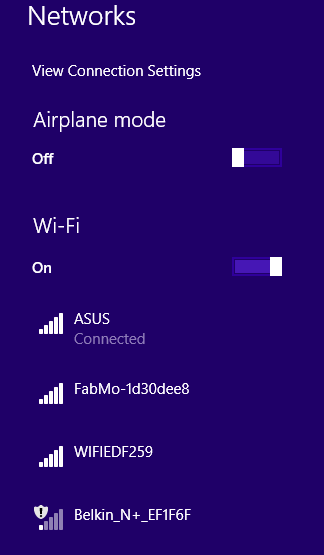 Networks
View Connection Settings
Airplane mode
Off
Wi-Fi
On
ASUS
Connected
FabMo-1d30dee8
WIFIEDF259
Belkin_N+_EF1F6F